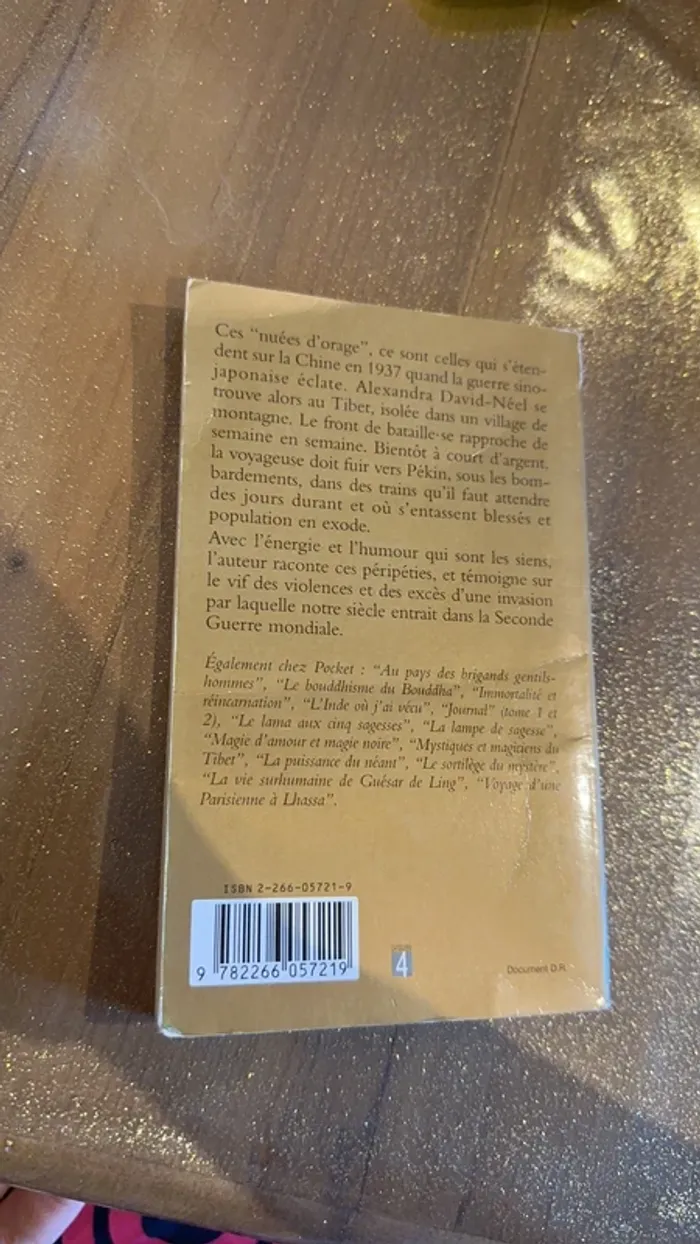 Ces "nuées d'orage", ce sont celles qui s'éten-
dent sur la Chine en 1937 quand la guerre sino-
japonaise éclate. Alexandra David-Néel se
trouve alors au Tibet, isolée dans un village de
montagne. Le front de bataille se rapproche de
semaine en semaine. Bientôt à court d'argent,
la voyageuse doit fuir vers Pékin, sous les bom-
bardements, dans des trains qu'il faut attendre
des jours durant et où s'entassent blessés et
population en exode.
Avec l'énergie et l'humour qui sont les siens,
l'auteur raconte ces péripéties, et témoigne sur
le vif des violences et des excès d'une invasion
par laquelle notre siècle entrait dans la Seconde
Guerre mondiale.
Également chez Pocket : "Au pays des brigands gentils-
hommes", "Le bouddhisme du Bouddha", "Immortalité et
réincarnation", "L'Inde où j'ai vécu", "Journal" (tome 1 et
2), "Le lama aux cinq sagesses", "La lampe de sagesse",
"Magie d'amour et magie noire", "Mystiques et magiciens du
Tibet", "La puissance du néant", "Le sortilège du mystère",
"La vie surhumaine de Guésar de Ling", "Voyage d'une
Parisienne à Lhassa".
ISBN 2-266-05721-9
9 782266 057219
4
Document D.R.